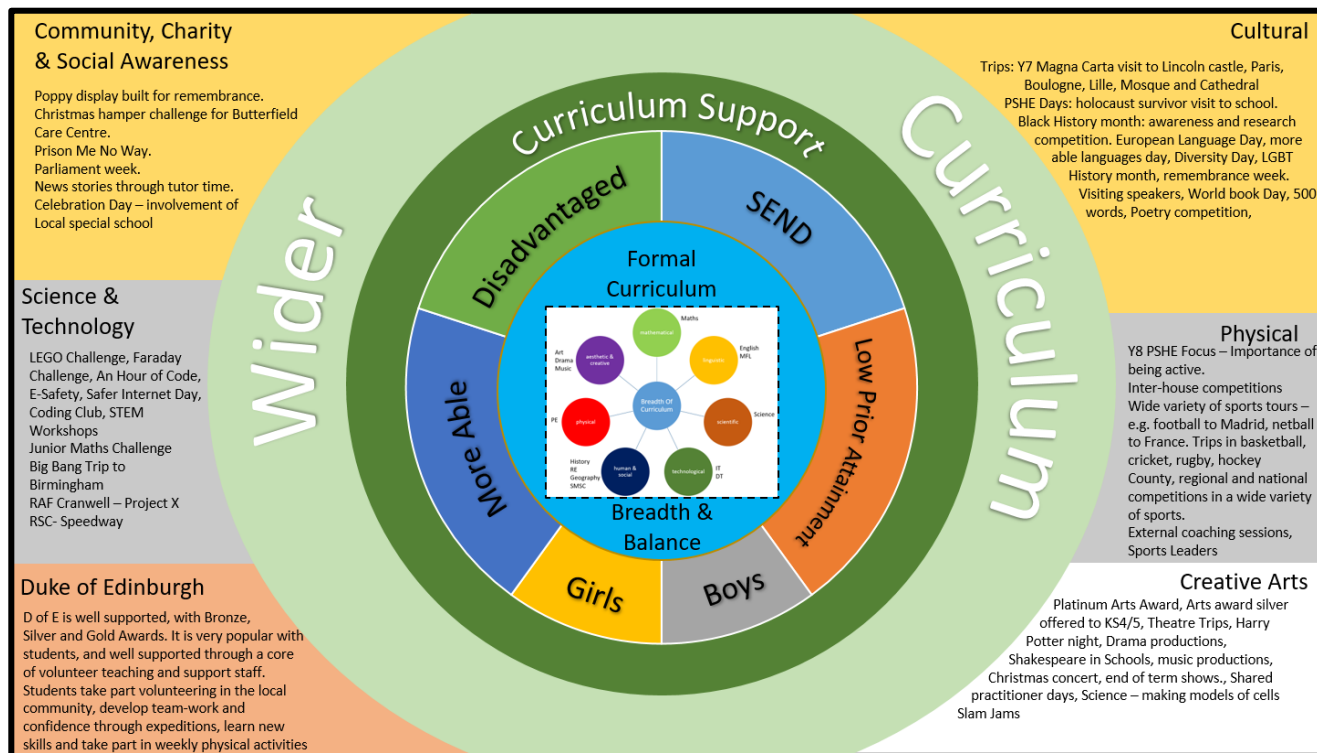 Community, Charity
& Social Awareness
Poppy display built for remembrance.
Christmas hamper challenge for Butterfield
Care Centre.
Prison Me No Way.
Parliament week.
News stories through tutor time.
Celebration Day – involvement of
Local special school
Science &
Technology
LEGO Challenge, Faraday
Challenge, An Hour of Code,
E-Safety, Safer Internet Day,
Coding Club, STEM
Workshops
Junior Maths Challenge
Big Bang Trip to
Birmingham
RAF Cranwell – Project X
RSC- Speedway
Duke of Edinburgh
D of E is well supported, with Bronze,
Silver and Gold Awards. It is very popular with
students, and well supported through a core
of volunteer teaching and support staff.
Students take part volunteering in the local
community, develop team-work and
confidence through expeditions, learn new
skills and take part in weekly physical activities
Wider
Curriculum
Curriculum Support
Disadvantaged
SEND
Low Prior Attainment
Boys
Girls
More Able
Formal
Curriculum
Maths
mathematical
English
MFL
linguistic
Science
scientific
IT
DT
technological
History
RE
Geography
SMSC
human &
social
PE
physical
Art
Drama
Music
aesthetic &
creative
Breadth Of
Curriculum
Breadth &
Balance
Cultural
Trips: Y7 Magna Carta visit to Lincoln castle, Paris,
Boulogne, Lille, Mosque and Cathedral
PSHE Days: holocaust survivor visit to school.
Black History month: awareness and research
competition. European Language Day, more
able languages day, Diversity Day, LGBT
History month, remembrance week.
Visiting speakers, World book Day, 500
words, Poetry competition,
Physical
Y8 PSHE Focus – Importance of
being active.
Inter-house competitions
Wide variety of sports tours –
e.g. football to Madrid, netball
to France. Trips in basketball,
cricket, rugby, hockey
County, regional and national
competitions in a wide variety
of sports.
External coaching sessions,
Sports Leaders
Creative Arts
Platinum Arts Award, Arts award silver
offered to KS4/5, Theatre Trips, Harry
Potter night, Drama productions,
Shakespeare in Schools, music productions,
Christmas concert, end of term shows., Shared
practitioner days, Science – making models of cells
Slam Jams